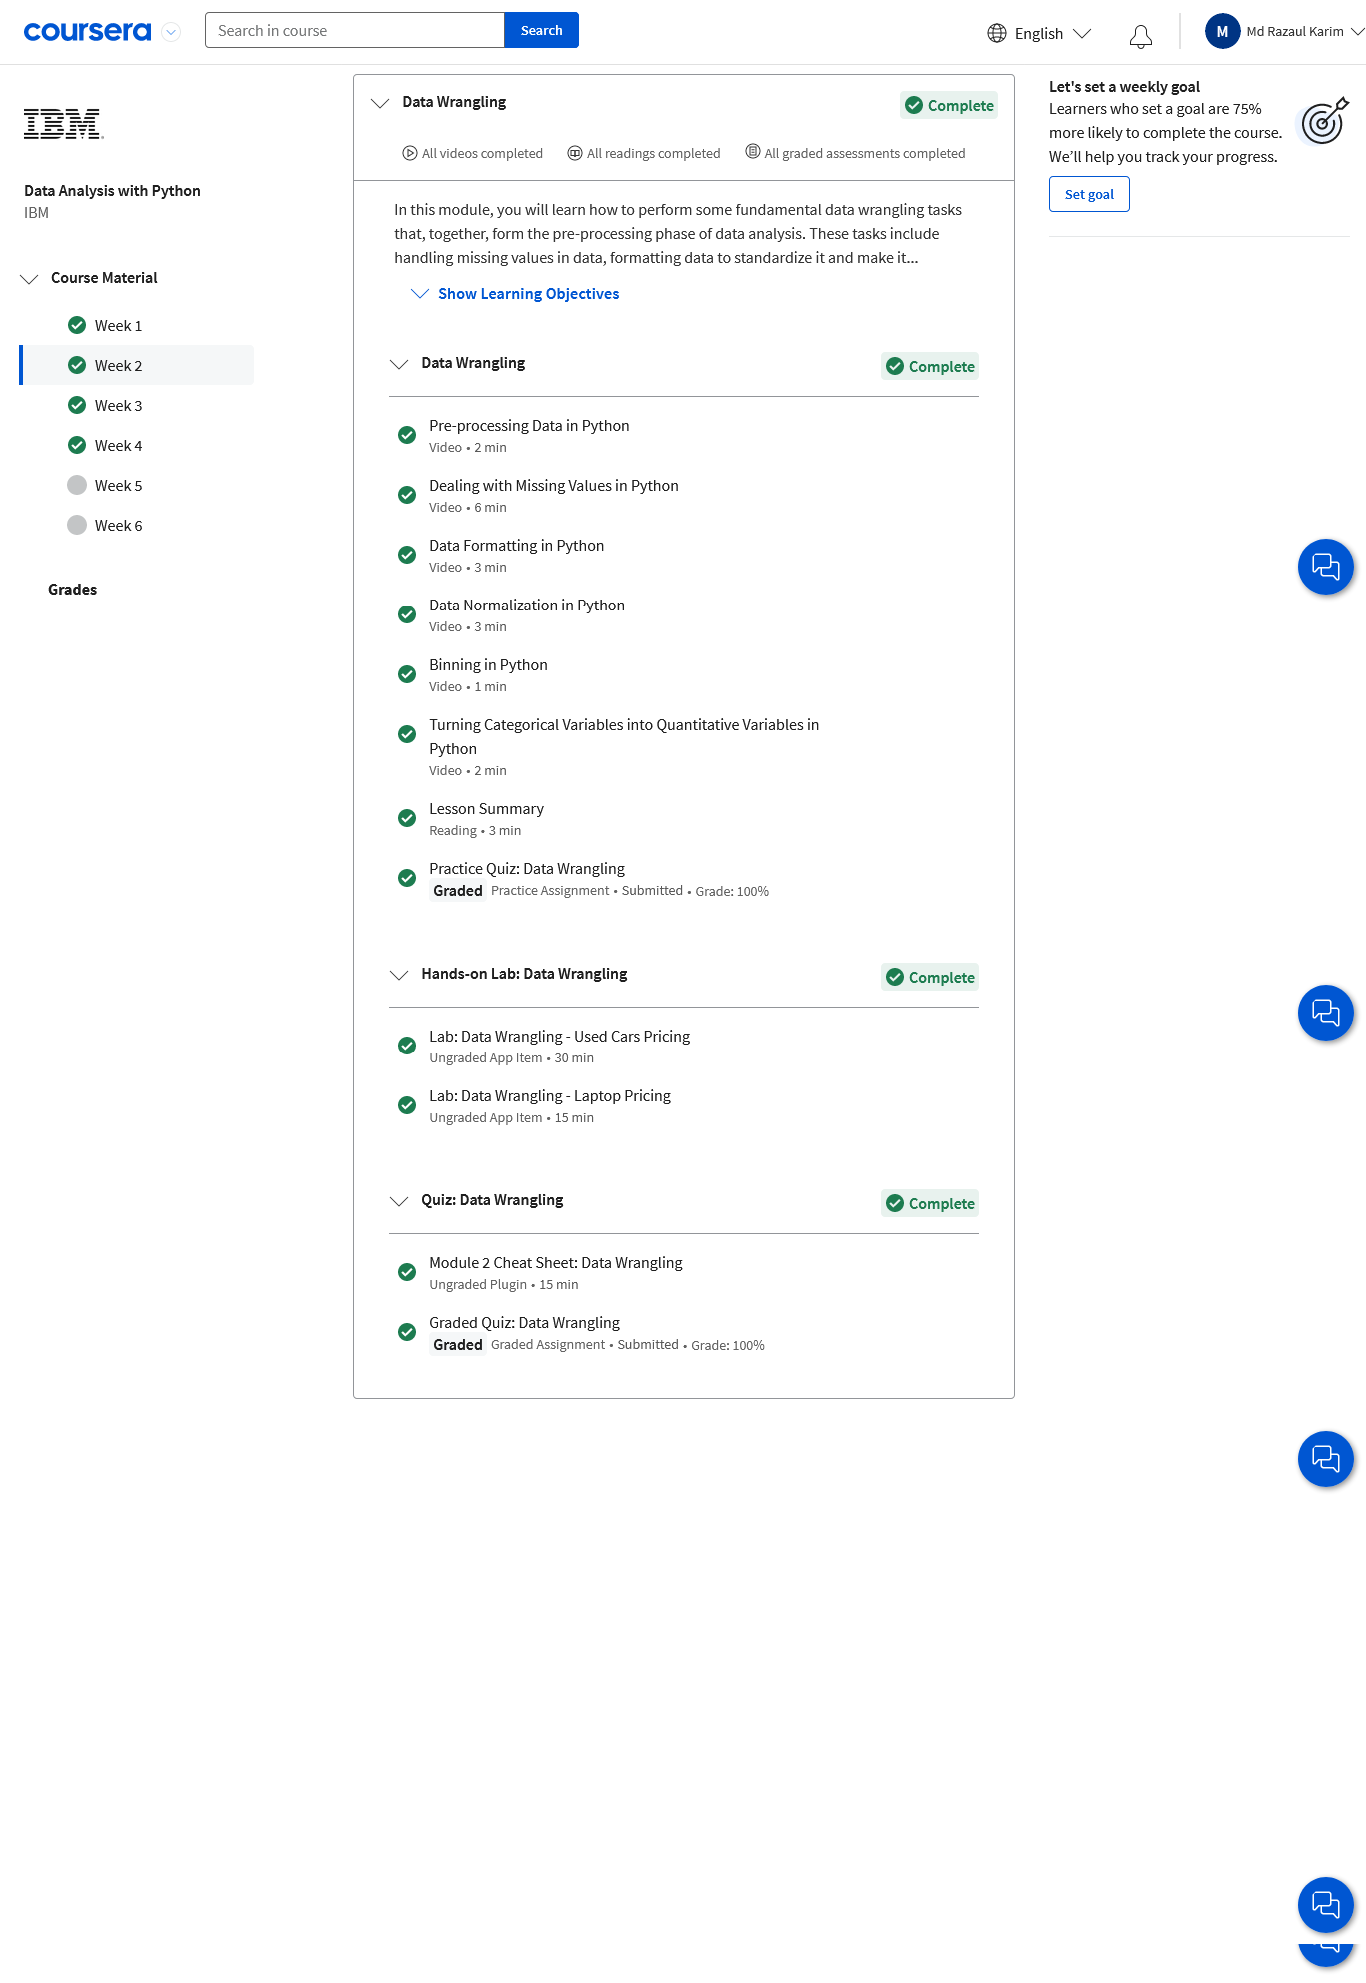 coursera
Search in course
Search
English
M
Md Razaul Karim
IBM
Data Analysis with Python
IBM
Course Material
Week 1
Week 2
Week 3
Week 4
Week 5
Week 6
Grades
Data Wrangling
Complete
All videos completed
All readings completed
All graded assessments completed
In this module, you will learn how to perform some fundamental data wrangling tasks
that, together, form the pre-processing phase of data analysis. These tasks include
handling missing values in data, formatting data to standardize it and make it...
Show Learning Objectives
Data Wrangling
Complete
Pre-processing Data in Python
Video • 2 min
Dealing with Missing Values in Python
Video • 6 min
Data Formatting in Python
Video • 3 min
Data Normalization in Python
Video • 3 min
Binning in Python
Video • 1 min
Turning Categorical Variables into Quantitative Variables in
Python
Video • 2 min
Lesson Summary
Reading • 3 min
Practice Quiz: Data Wrangling
Graded Practice Assignment • Submitted • Grade: 100%
Hands-on Lab: Data Wrangling
Complete
Lab: Data Wrangling - Used Cars Pricing
Ungraded App Item • 30 min
Lab: Data Wrangling - Laptop Pricing
Ungraded App Item • 15 min
Quiz: Data Wrangling
Complete
Module 2 Cheat Sheet: Data Wrangling
Ungraded Plugin • 15 min
Graded Quiz: Data Wrangling
Graded Graded Assignment • Submitted • Grade: 100%
Let's set a weekly goal
Learners who set a goal are 75%
more likely to complete the course.
We’ll help you track your progress.
Set goal